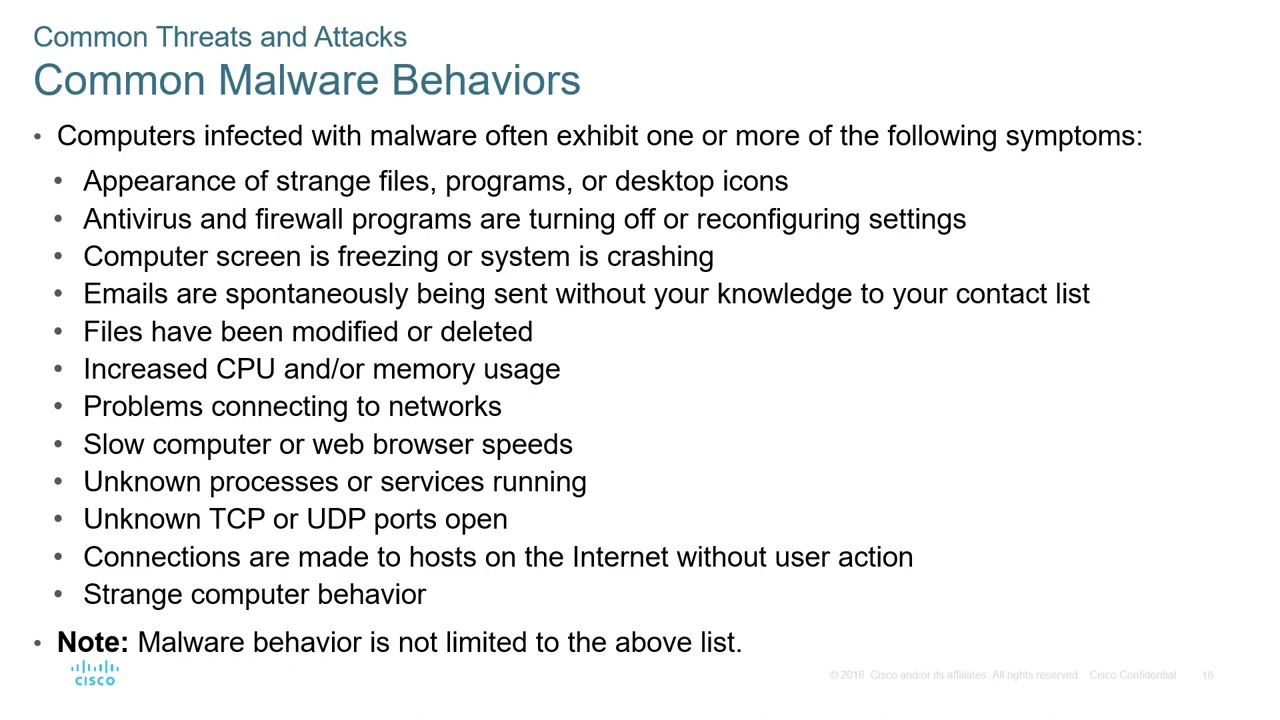 Common Threats and Attacks
Common Malware Behaviors
• Computers infected with malware often exhibit one or more of the following symptoms:
• Appearance of strange files, programs, or desktop icons
• Antivirus and firewall programs are turning off or reconfiguring settings
• Computer screen is freezing or system is crashing
• Emails are spontaneously being sent without your knowledge to your contact list
• Files have been modified or deleted
• Increased CPU and/or memory usage
• Problems connecting to networks
• Slow computer or web browser speeds
• Unknown processes or services running
• Unknown TCP or UDP ports open
• Connections are made to hosts on the Internet without user action
• Strange computer behavior
• Note: Malware behavior is not limited to the above list.
CISCO
© 2016 Cisco and/or its affiliates. All rights reserved. Cisco Confidential 16